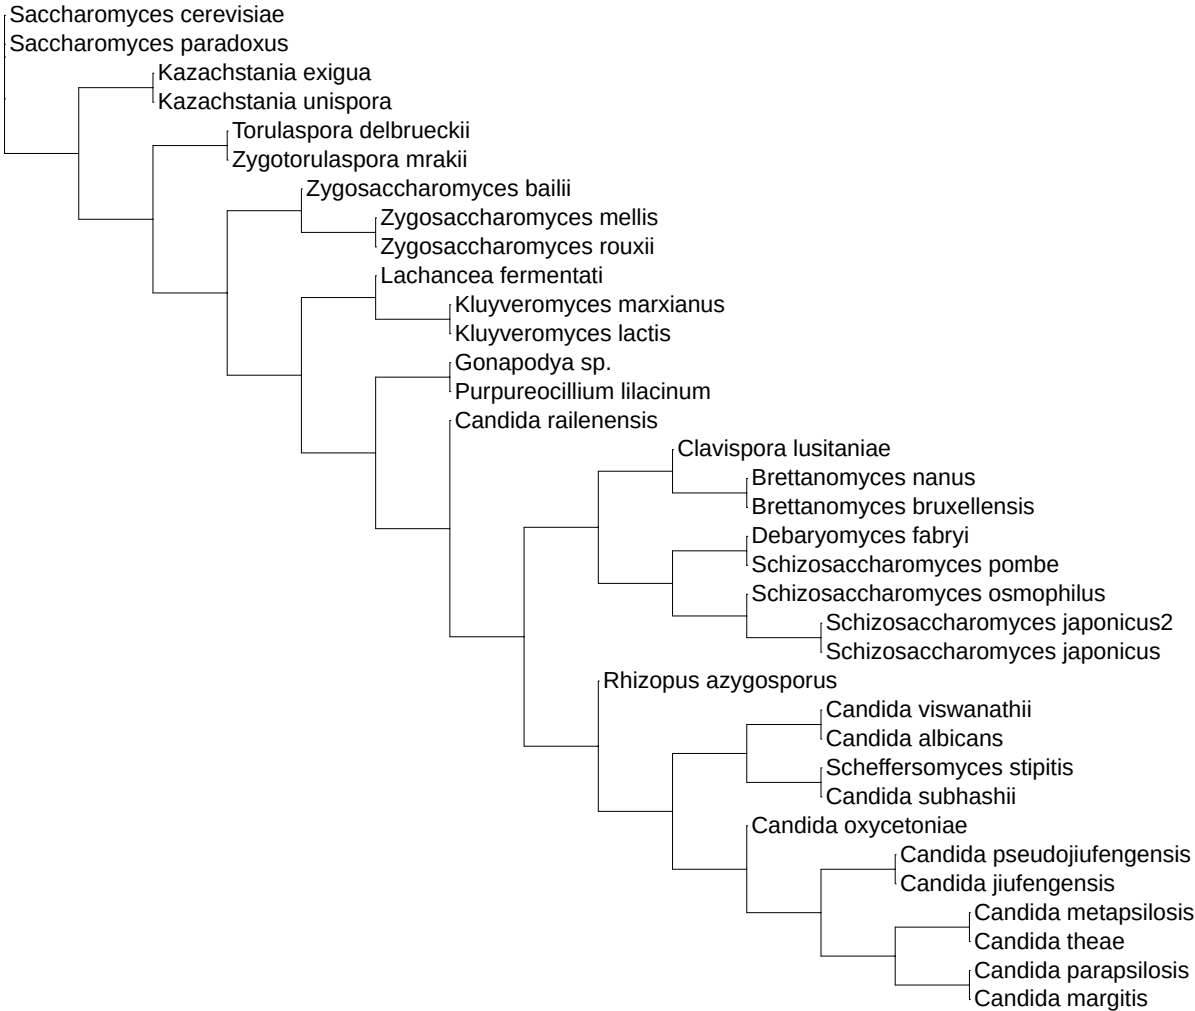 Saccharomyces cerevisiae
Saccharomyces paradoxus
Kazachstania exigua
Kazachstania unispora
Torulaspora delbrueckii
Zygotorulaspora mrakii
Zygosaccharomyces bailii
Zygosaccharomyces mellis
Zygosaccharomyces rouxii
Lachancea fermentati
Kluyveromyces marxianus
Kluyveromyces lactis
Gonapodya sp.
Purpureocillium lilacinum
Candida railenensis
Clavispora lusitaniae
Brettanomyces nanus
Brettanomyces bruxellensis
Debaryomyces fabryi
Schizosaccharomyces pombe
Schizosaccharomyces osmophilus
Schizosaccharomyces japonicus2
Schizosaccharomyces japonicus
Rhizopus azygosporus
Candida viswanathii
Candida albicans
Scheffersomyces stipitis
Candida subhashii
Candida oxycetoniae
Candida pseudojiufengensis
Candida jiufengensis
Candida metapsilosis
Candida theae
Candida parapsilosis
Candida margitis